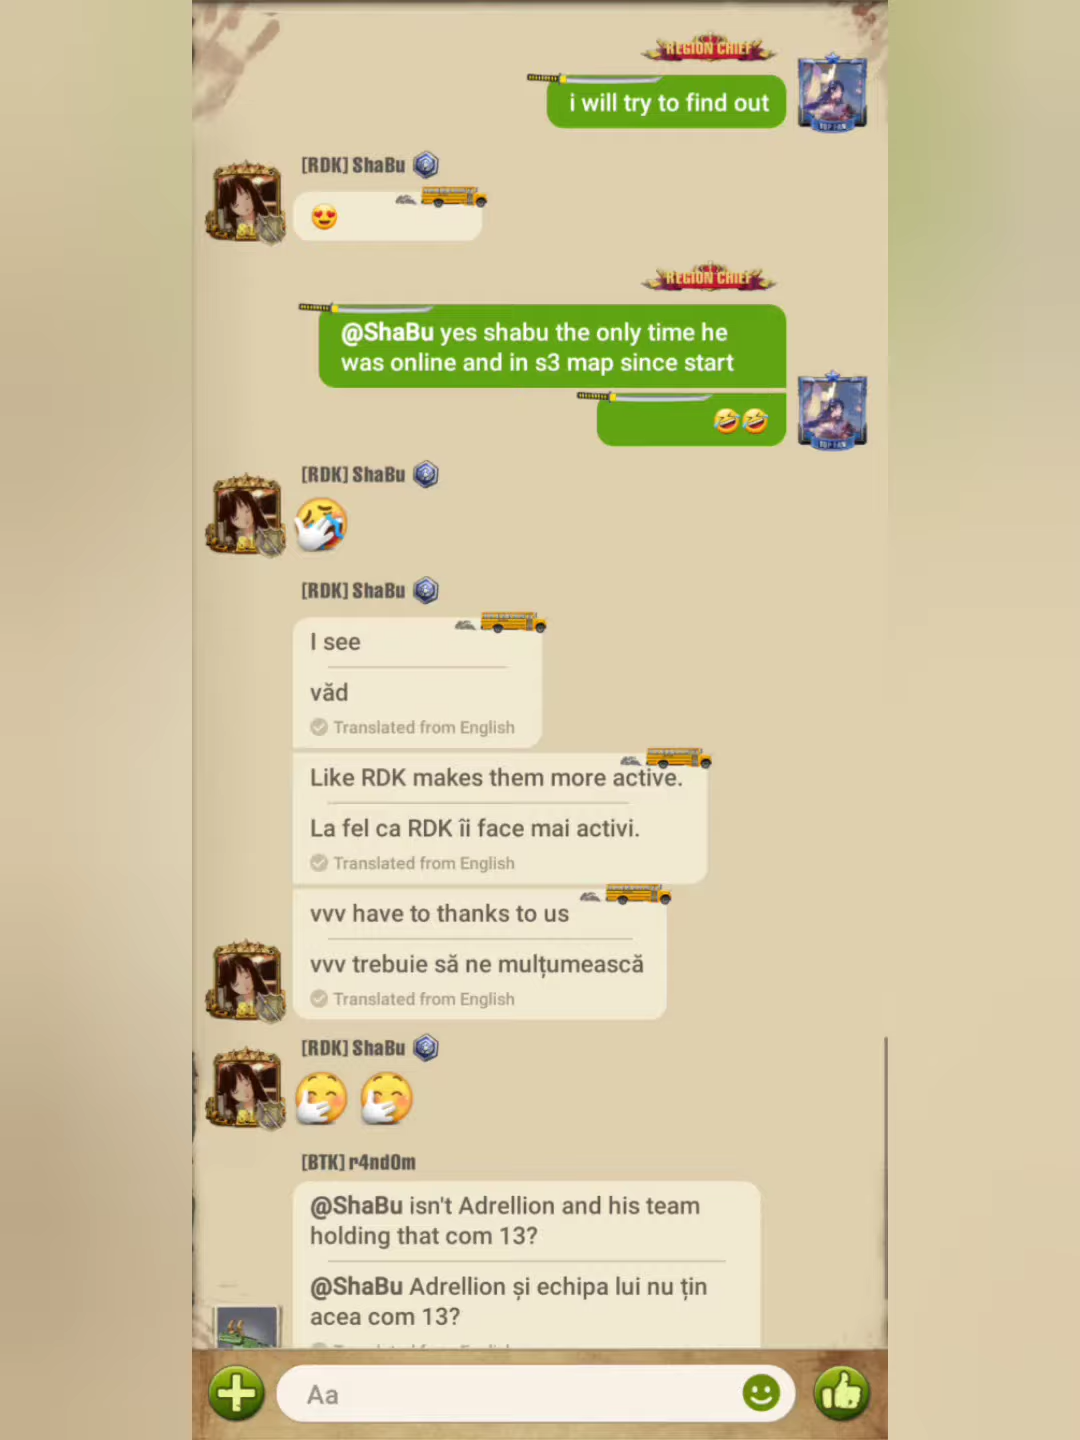 REGION CHIEF
i will try to find out
[RDK] ShaBu
REGION CHIEF
@ShaBu yes shabu the only time he
was online and in s3 map since start
[RDK] ShaBu
[RDK] ShaBu
I see
văd
Translated from English
Like RDK makes them more active.
La fel ca RDK îi face mai activi.
Translated from English
vvv have to thanks to us
vvv trebuie să ne mulțumească
Translated from English
[RDK] ShaBu
[BTK] r4nd0m
@ShaBu isn't Adrellion and his team
holding that com 13?
@ShaBu Adrellion și echipa lui nu țin
acea com 13?
Aa